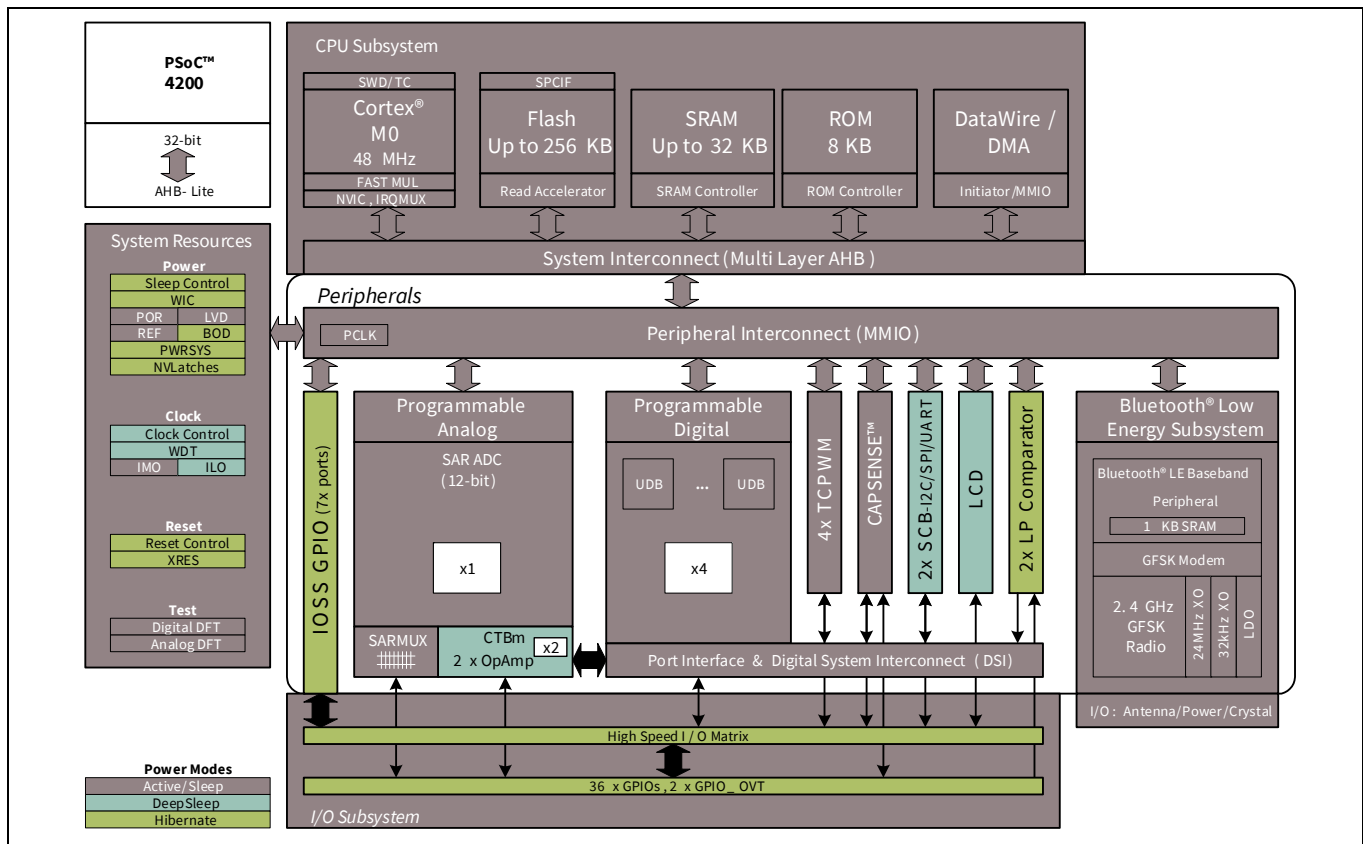 PSoC™
4200
32-bit
AHB- Lite
CPU Subsystem
SWD/TC
Cortex®
M0
48 MHz
FAST MUL
NVIC , IRQMUX
SPCIF
Flash
Up to 256 KB
Read Accelerator
SRAM
Up to 32 KB
SRAM Controller
ROM
8 KB
ROM Controller
DataWire /
DMA
Initiator/MMIO
System Interconnect (Multi Layer AHB )
System Resources
Power
Sleep Control
WIC
POR
LVD
REF
BOD
PWRSYS
NVLatches
Clock
Clock Control
WDT
IMO
ILO
Reset
Reset Control
XRES
Test
Digital DFT
Analog DFT
Peripherals
PCLK
Peripheral Interconnect (MMIO)
IOSS GPIO (7x ports)
Programmable
Analog
SAR ADC
(12-bit)
x1
SARMUX
CTBm
x2
2 x OpAmp
Programmable
Digital
UDB
...
UDB
x4
4x TCPWM
CAPSENSE™
2x SCB-I2C/SPI/UART
LCD
2x LP Comparator
Port Interface & Digital System Interconnect ( DSI)
Bluetooth® Low
Energy Subsystem
Bluetooth® LE Baseband
Peripheral
1 KB SRAM
GFSK Modem
2. 4 GHz
GFSK
Radio
24MHz XO
32kHz XO
LDO
I/O : Antenna/Power/Crystal
High Speed I / O Matrix
36 x GPIOs , 2 x GPIO_ OVT
I/O Subsystem
Power Modes
Active/Sleep
DeepSleep
Hibernate